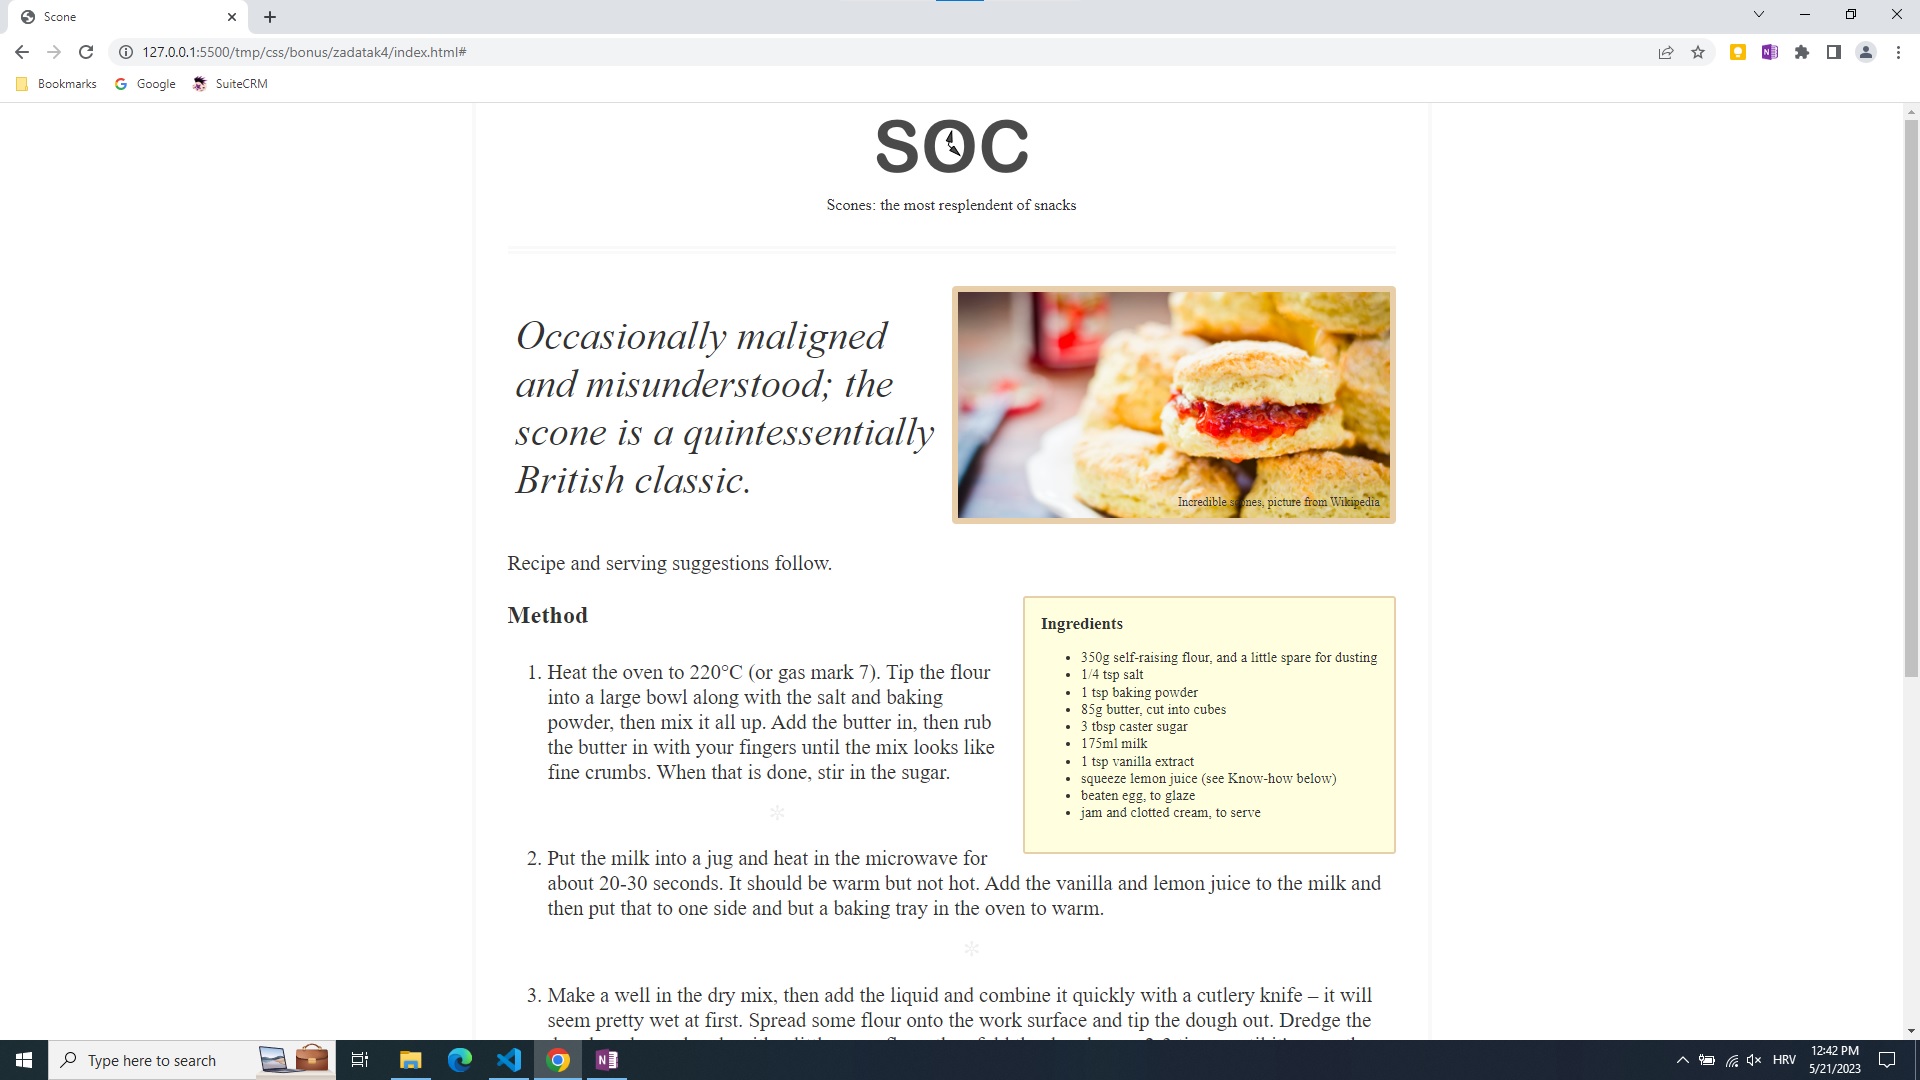 Scone
127.0.0.1:5500/tmp/css/bonus/zadatak4/index.html#
Bookmarks Google SuiteCRM
SOC
Scones: the most resplendent of snacks
Occasionally maligned
and misunderstood; the
scone is a quintessentially
British classic.
Incredible scones, picture from Wikipedia
Recipe and serving suggestions follow.
Method
1. Heat the oven to 220°C (or gas mark 7). Tip the flour
into a large bowl along with the salt and baking
powder, then mix it all up. Add the butter in, then rub
the butter in with your fingers until the mix looks like
fine crumbs. When that is done, stir in the sugar.
Ingredients
• 350g self-raising flour, and a little spare for dusting
• 1/4 tsp salt
• 1 tsp baking powder
• 85g butter, cut into cubes
• 3 tbsp caster sugar
• 175ml milk
• 1 tsp vanilla extract
• squeeze lemon juice (see Know-how below)
• beaten egg, to glaze
• jam and clotted cream, to serve
2. Put the milk into a jug and heat in the microwave for
about 20-30 seconds. It should be warm but not hot. Add the vanilla and lemon juice to the milk and
then put that to one side and but a baking tray in the oven to warm.
3. Make a well in the dry mix, then add the liquid and combine it quickly with a cutlery knife – it will
seem pretty wet at first. Spread some flour onto the work surface and tip the dough out. Dredge the
Type here to search
HRV
12:42 PM
5/21/2023